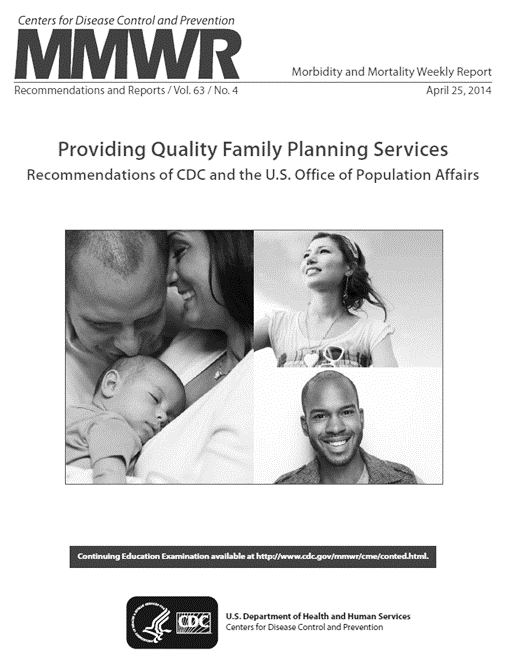 Centers for Disease Control and Prevention
MMWR
Morbidity and Mortality Weekly Report
Recommendations and Reports / Vol. 63 / No. 4
April 25, 2014
Providing Quality Family Planning Services
Recommendations of CDC and the U.S. Office of Population Affairs
Continuing Education Examination available at http://www.cdc.gov/mmwr/cme/conted.html.
CDC
U.S. Department of Health and Human Services
Centers for Disease Control and Prevention